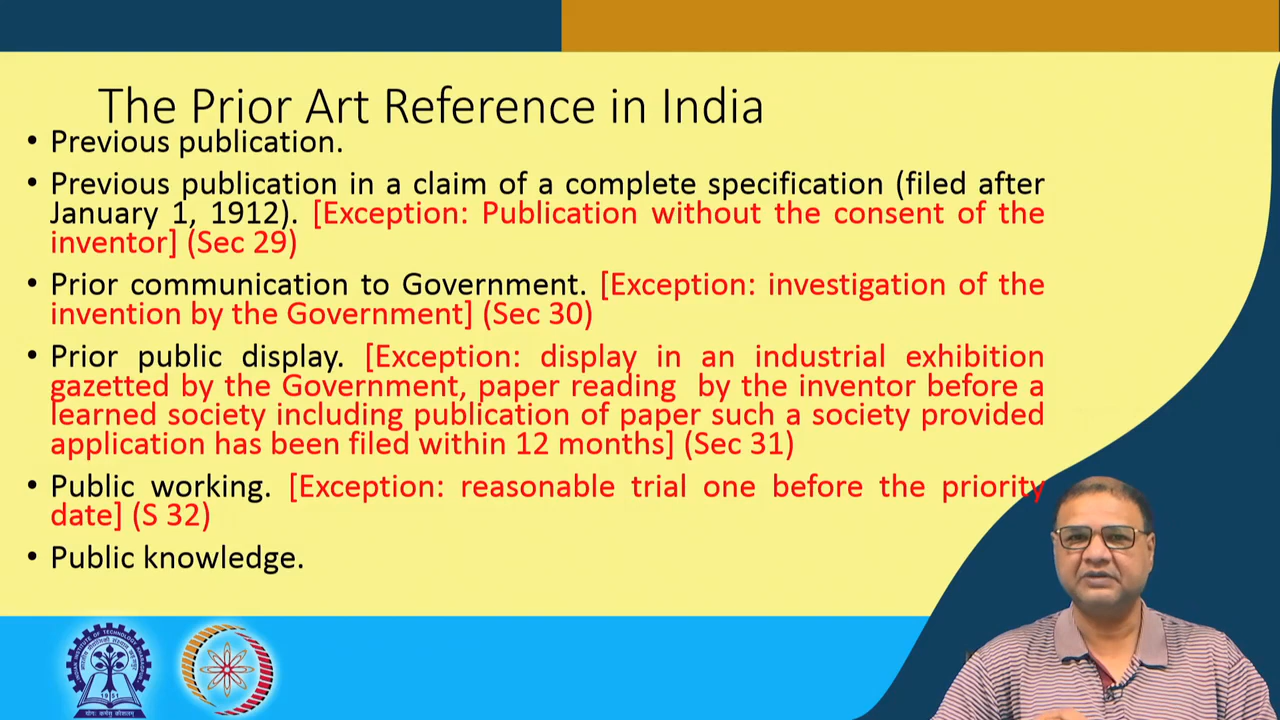 The Prior Art Reference in India
• Previous publication.
• Previous publication in a claim of a complete specification (filed after
January 1, 1912). [Exception: Publication without the consent of the
inventor] (Sec 29)
• Prior communication to Government. [Exception: investigation of the
invention by the Government] (Sec 30)
• Prior public display. [Exception: display in an industrial exhibition
gazetted by the Government, paper reading by the inventor before a
learned society including publication of paper such a society provided
application has been filed within 12 months] (Sec 31)
• Public working. [Exception: reasonable trial one before the priority
date] (S 32)
• Public knowledge.
1951
योगः कर्मसु कौशलम्